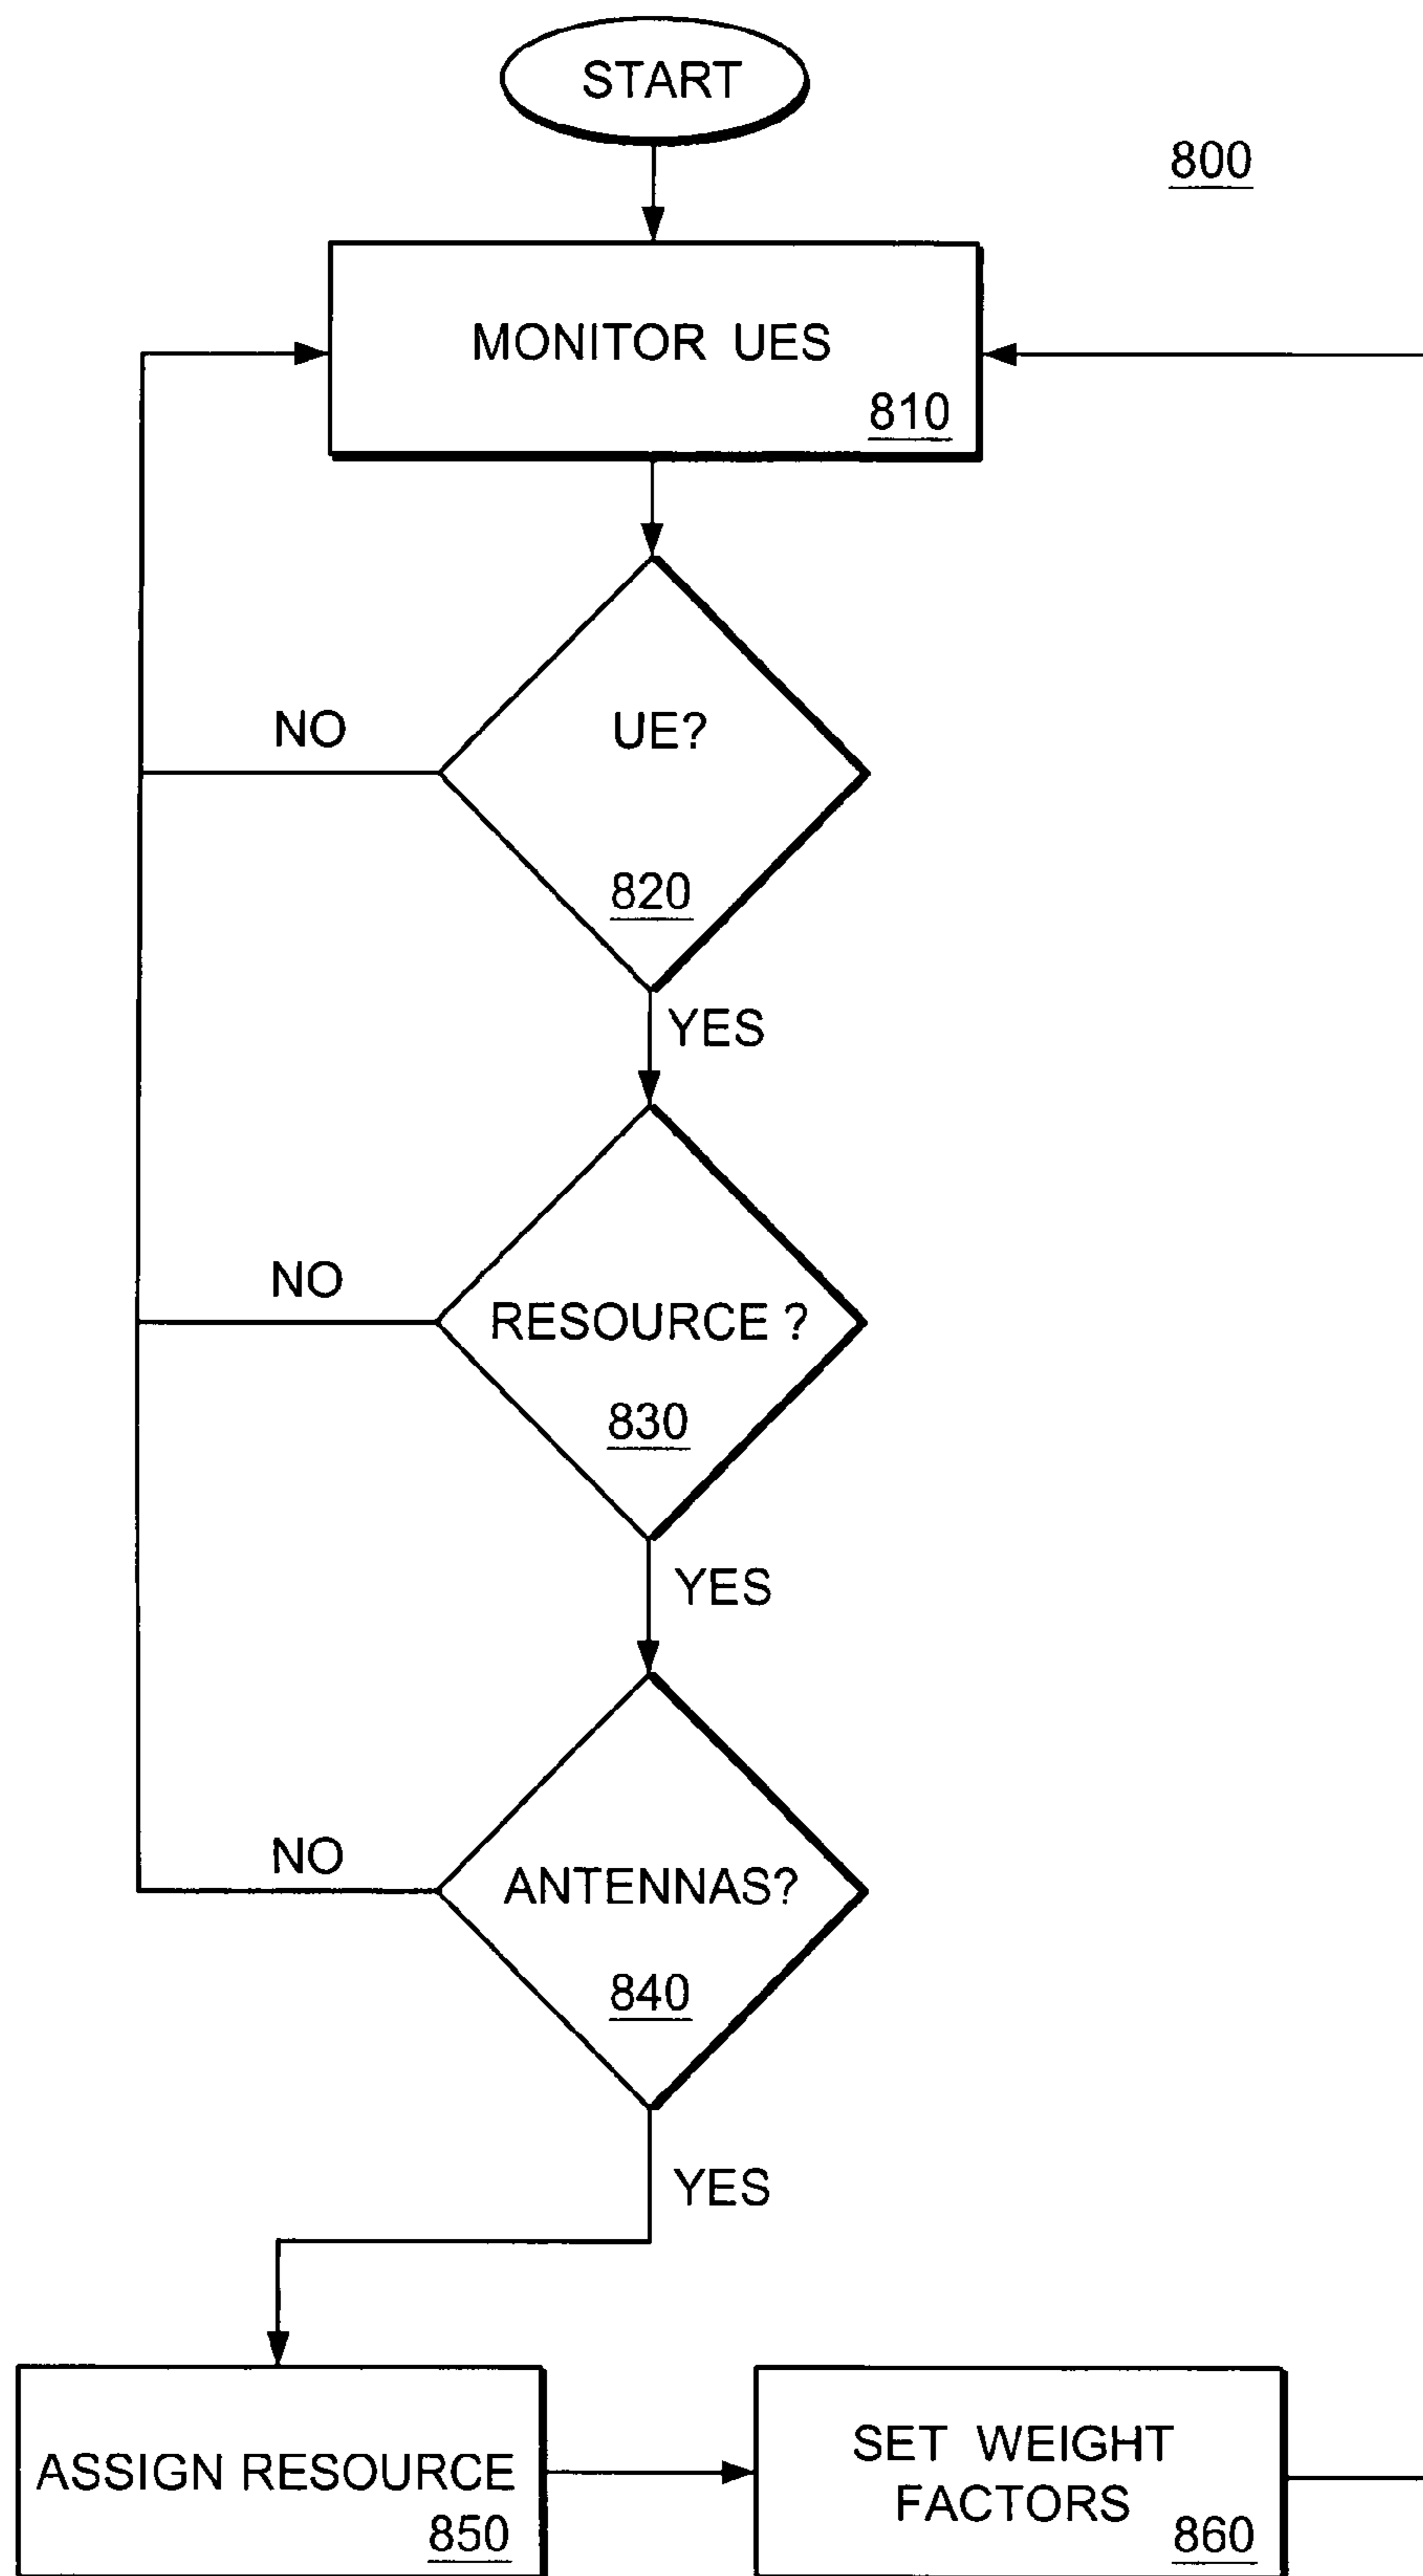 START
800
MONITOR UES
810
UE?
NO
820
YES
NO
RESOURCE ?
830
YES
NO
ANTENNAS?
840
YES
ASSIGN RESOURCE
850
SET WEIGHT
FACTORS
860